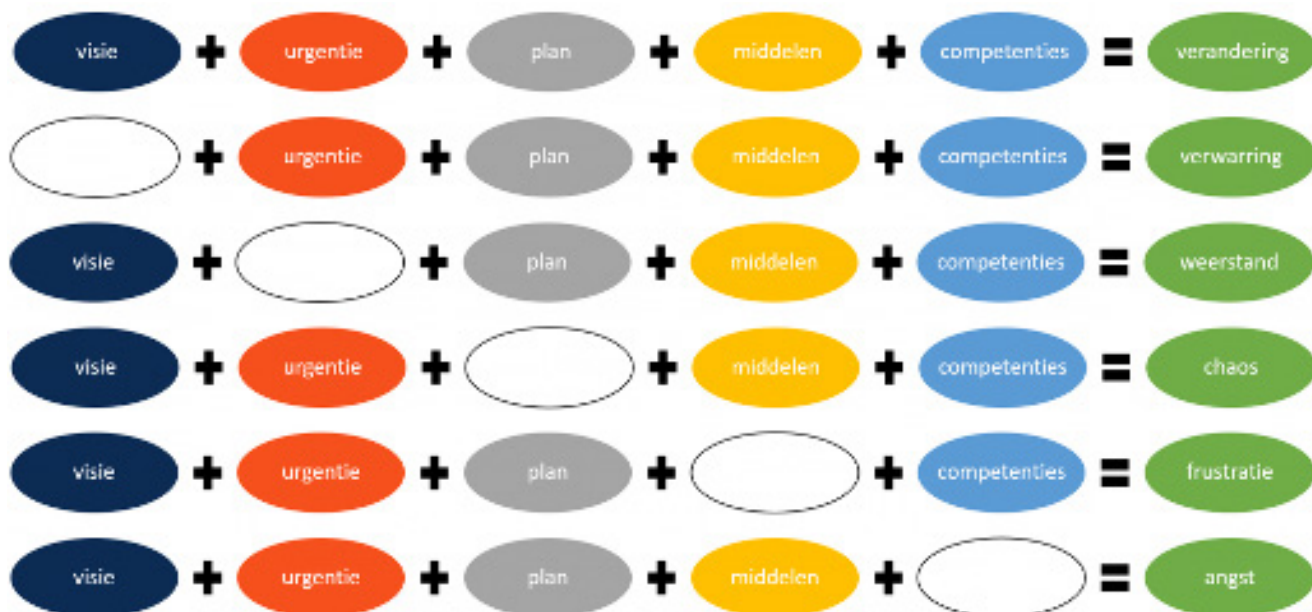 visie + urgentie + plan + middelen + competenties = verandering
+ urgentie + plan + middelen + competenties = verwarring
visie + + plan + middelen + competenties = weerstand
visie + urgentie + + middelen + competenties = chaos
visie + urgentie + plan + + competenties = frustratie
visie + urgentie + plan + middelen + = angst